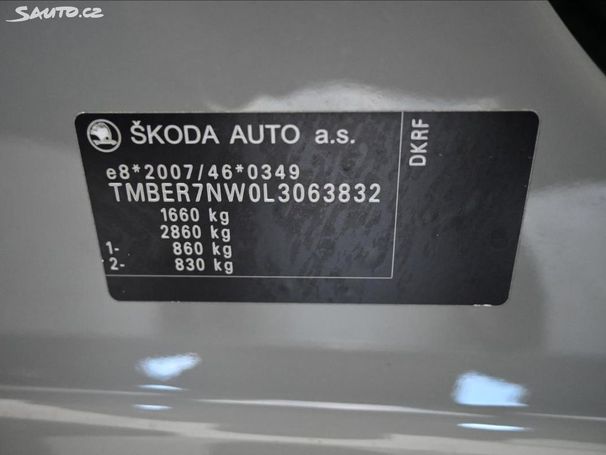 Sauto.cz
ŠKODA AUTO a.s.
DKRF
e8*2007/46*0349
TMBER7NW0L3063832
1660 kg
2860 kg
1- 860 kg
2- 830 kg